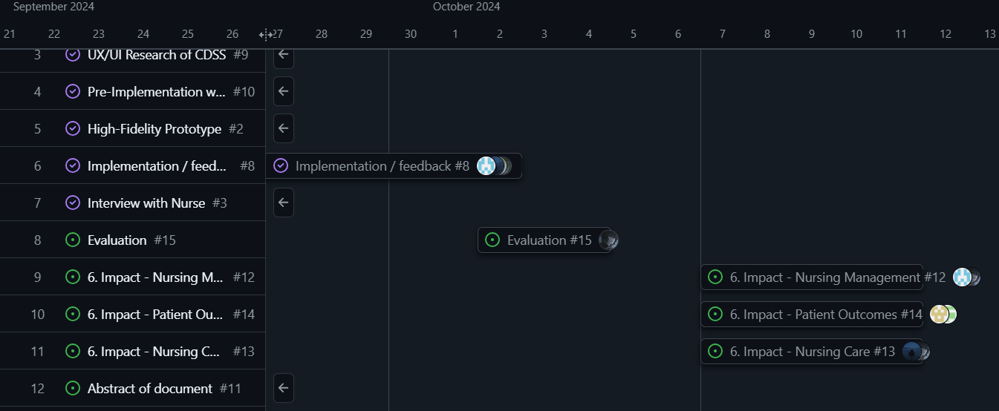 September 2024 October 2024
21 22 23 24 25 26 27 28 29 30 1 2 3 4 5 6 7 8 9 10 11 12 13
3 UX/UI Research of CDSS #9
4 Pre-Implementation w... #10
5 High-Fidelity Prototype #2
6 Implementation / feed... #8 Implementation / feedback #8
7 Interview with Nurse #3
8 Evaluation #15 Evaluation #15
9 6. Impact - Nursing M... #12 6. Impact - Nursing Management #12
10 6. Impact - Patient Ou... #14 6. Impact - Patient Outcomes #14
11 6. Impact - Nursing C... #13 6. Impact - Nursing Care #13
12 Abstract of document #11